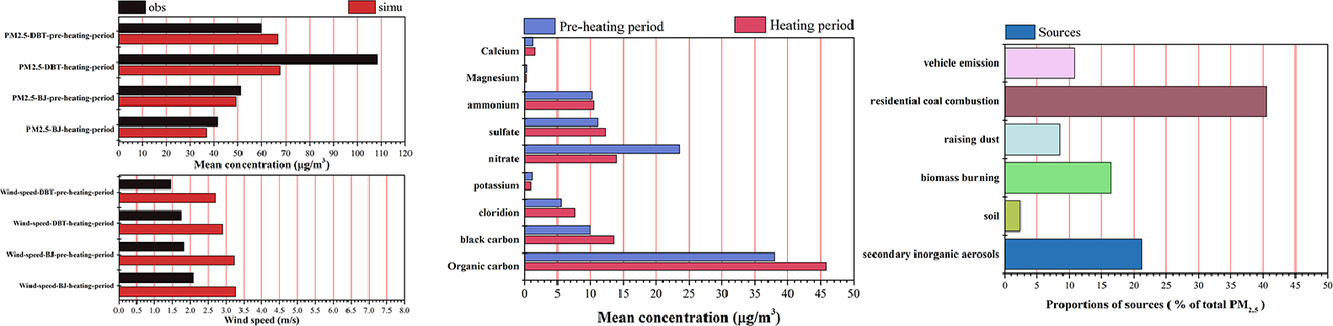 obs
simu
PM2.5-DBT-pre-heating-period
PM2.5-DBT-heating-period
PM2.5-BJ-pre-heating-period
PM2.5-BJ-heating-period
0 10 20 30 40 50 60 70 80 90 100 110 120
Mean concentration (μg/m³)
Wind-speed-DBT-pre-heating-period
Wind-speed-DBT-heating-period
Wind-speed-BJ-pre-heating-period
Wind-speed-BJ-heating-period
0.0 0.5 1.0 1.5 2.0 2.5 3.0 3.5 4.0 4.5 5.0 5.5 6.0 6.5 7.0 7.5 8.0
Wind speed (m/s)
Pre-heating period
Heating period
Calcium
Magnesium
ammonium
sulfate
nitrate
potassium
cloridion
black carbon
Organic carbon
0 5 10 15 20 25 30 35 40 45 50
Mean concentration (μg/m³)
Sources
vehicle emission
residential coal combustion
raising dust
biomass burning
soil
secondary inorganic aerosols
0 5 10 15 20 25 30 35 40 45 50
Proportions of sources ( % of total PM2.5)